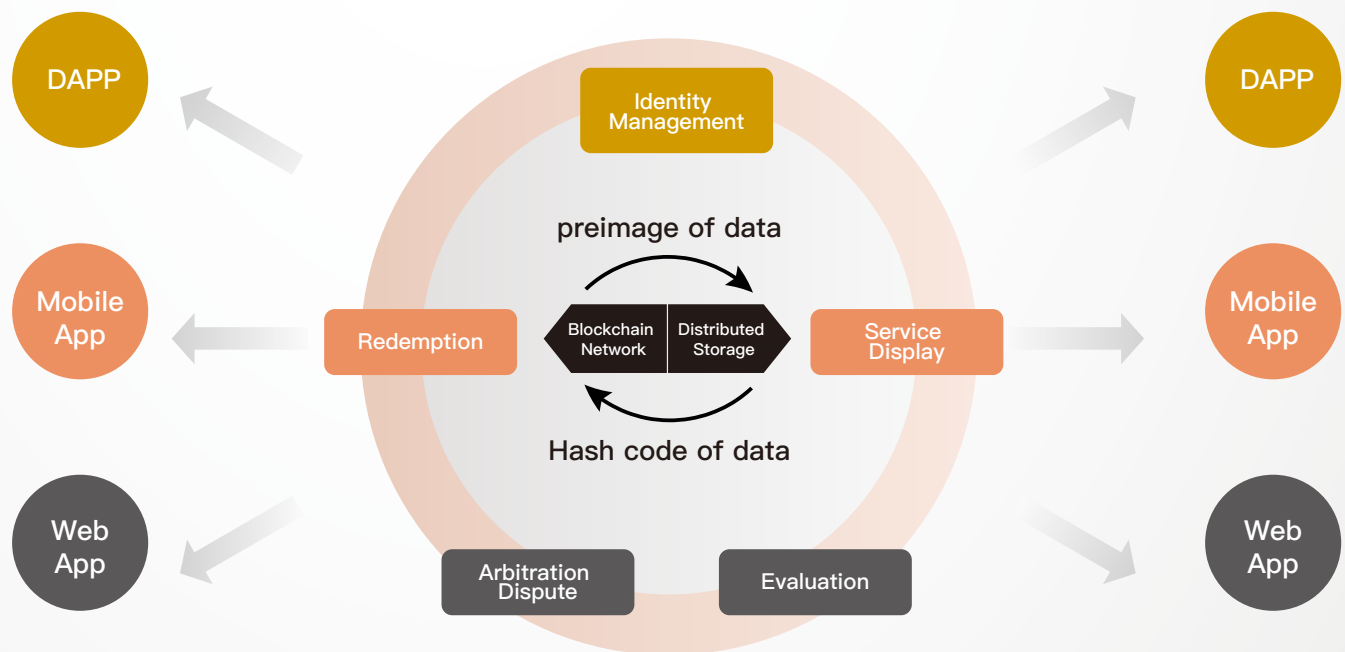 DAPP
Identity
Management
DAPP
preimage of data
Mobile
App
Redemption
Blockchain
Network
Distributed
Storage
Service
Display
Mobile
App
Hash code of data
Web
App
Arbitration
Dispute
Evaluation
Web
App